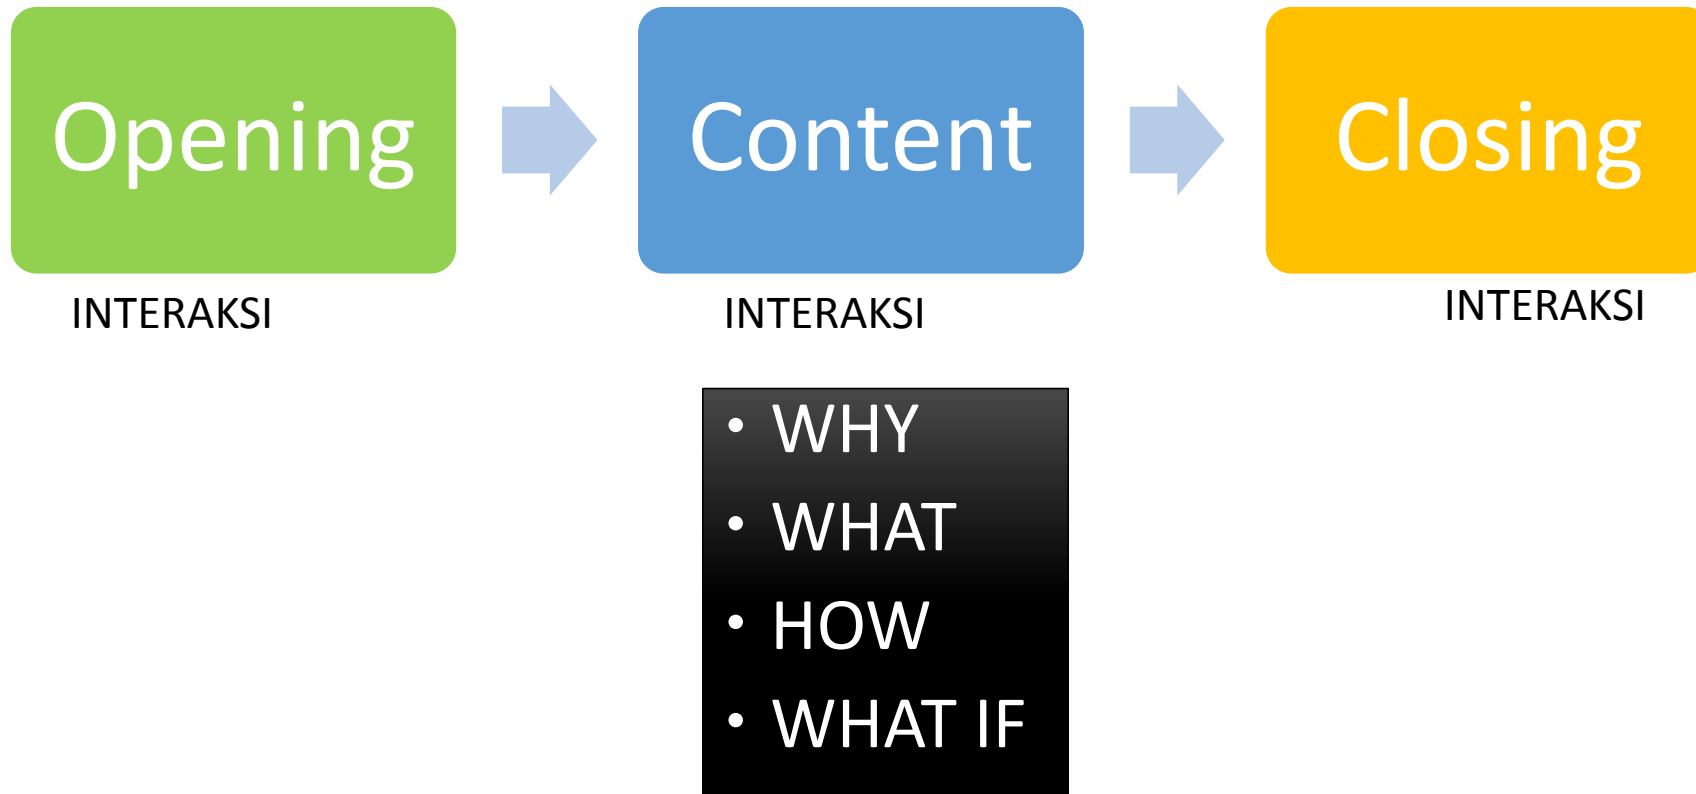 Opening
Content
Closing
INTERAKSI
INTERAKSI
INTERAKSI
• WHY
• WHAT
• HOW
• WHAT IF